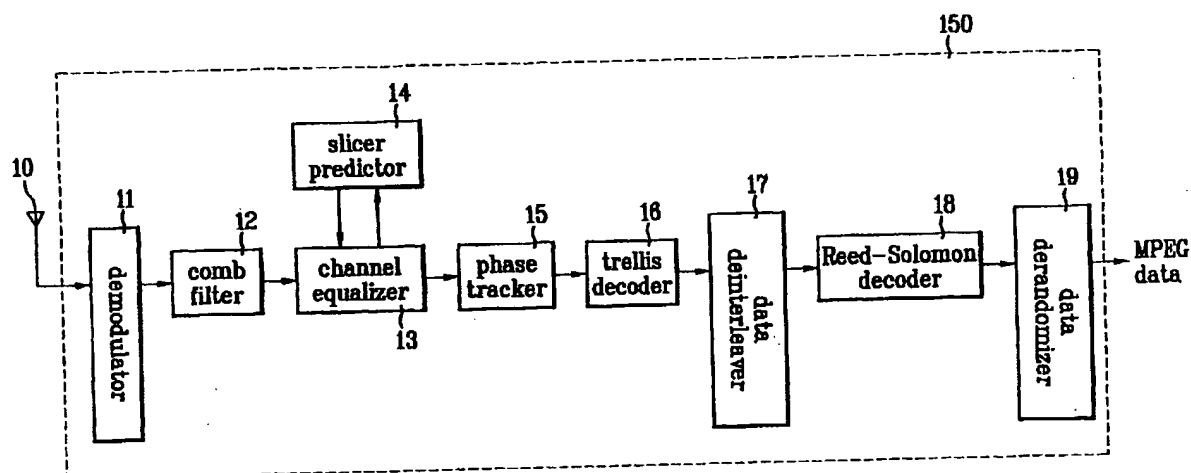 150
14
slicer
predictor
10
11
demodulator
12
comb
filter
channel
equalizer
13
15
phase
tracker
16
trellis
decoder
17
data
deinterleaver
18
Reed-Solomon
decoder
19
data
derandomizer
MPEG
data